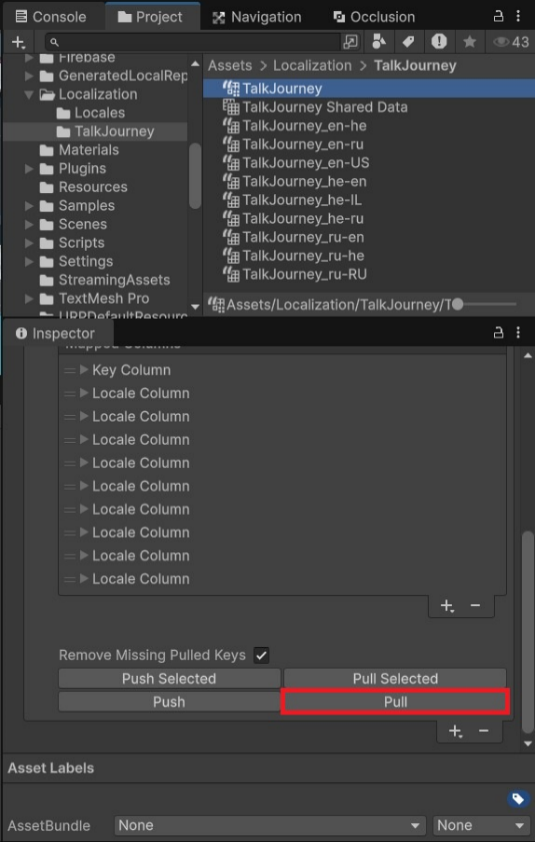 Console Project Navigation Occlusion
43
Firebase
GeneratedLocalRep
Localization
Locales
TalkJourney
Materials
Plugins
Resources
Samples
Scenes
Scripts
Settings
StreamingAssets
TextMesh Pro
URPDefaultResourc
Assets > Localization > TalkJourney
TalkJourney
TalkJourney Shared Data
TalkJourney_en-he
TalkJourney_en-ru
TalkJourney_en-US
TalkJourney_he-en
TalkJourney_he-IL
TalkJourney_he-ru
TalkJourney_ru-en
TalkJourney_ru-he
TalkJourney_ru-RU
Assets/Localization/TalkJourney/T
Inspector
Mapped Columns
Key Column
Locale Column
Locale Column
Locale Column
Locale Column
Locale Column
Locale Column
Locale Column
Locale Column
Locale Column
Remove Missing Pulled Keys
Push Selected Pull Selected
Push Pull
Asset Labels
AssetBundle None None